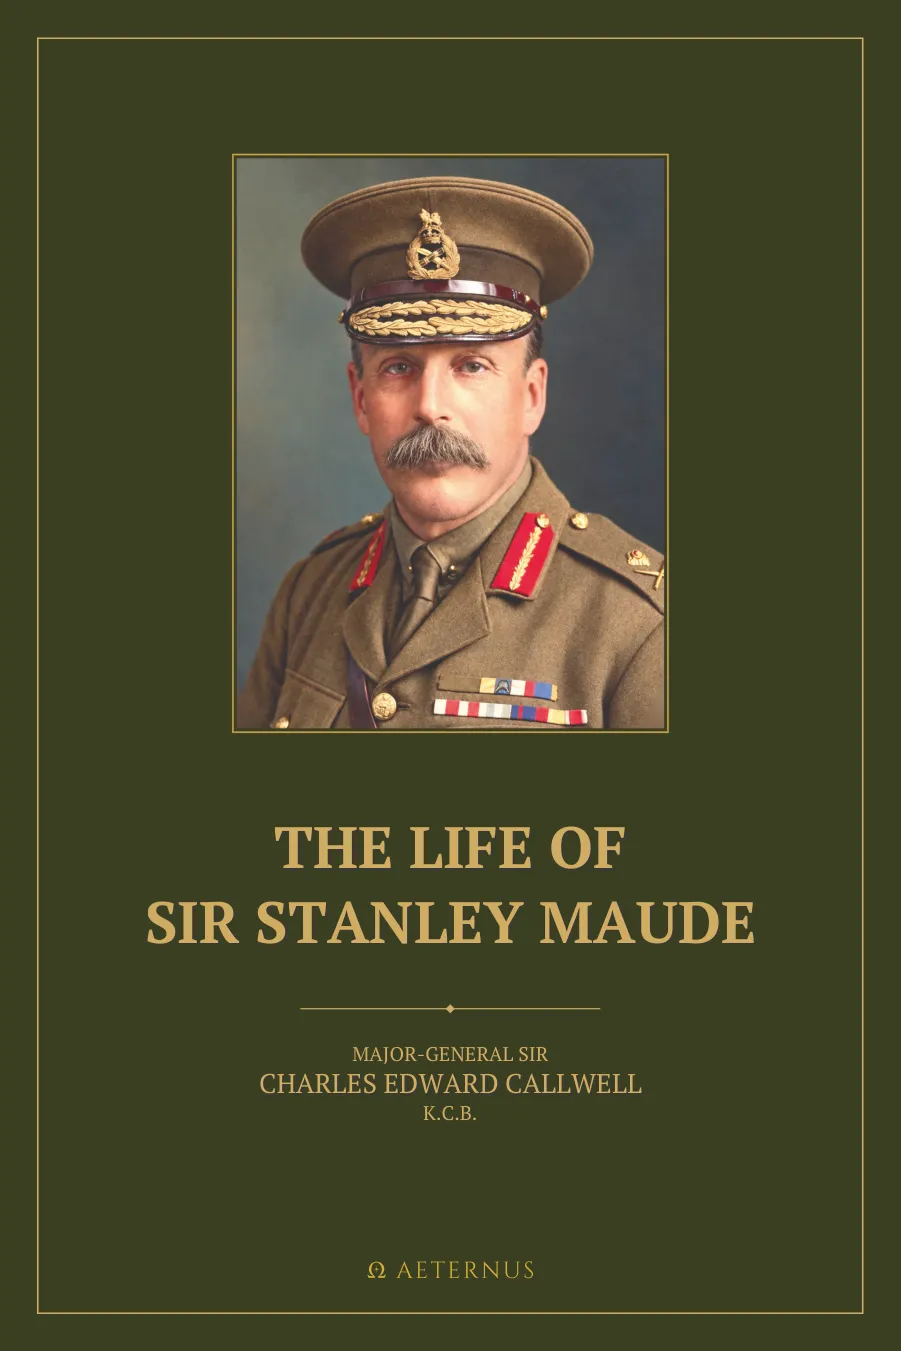 THE LIFE OF
SIR STANLEY MAUDE
MAJOR-GENERAL SIR
CHARLES EDWARD CALLWELL
K.C.B.
Ω AETERNUS